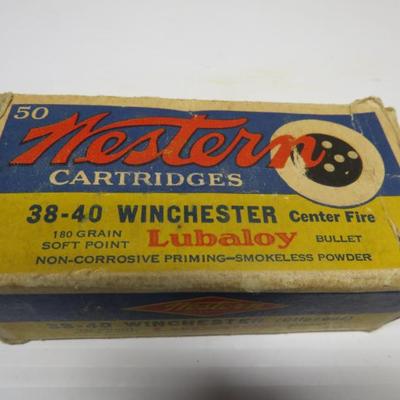 50
Western
CARTRIDGES
38-40 WINCHESTER Center Fire
180 GRAIN SOFT POINT Lubaloy BULLET
NON-CORROSIVE PRIMING—SMOKELESS POWDER
Western
38-40 WINCHESTER